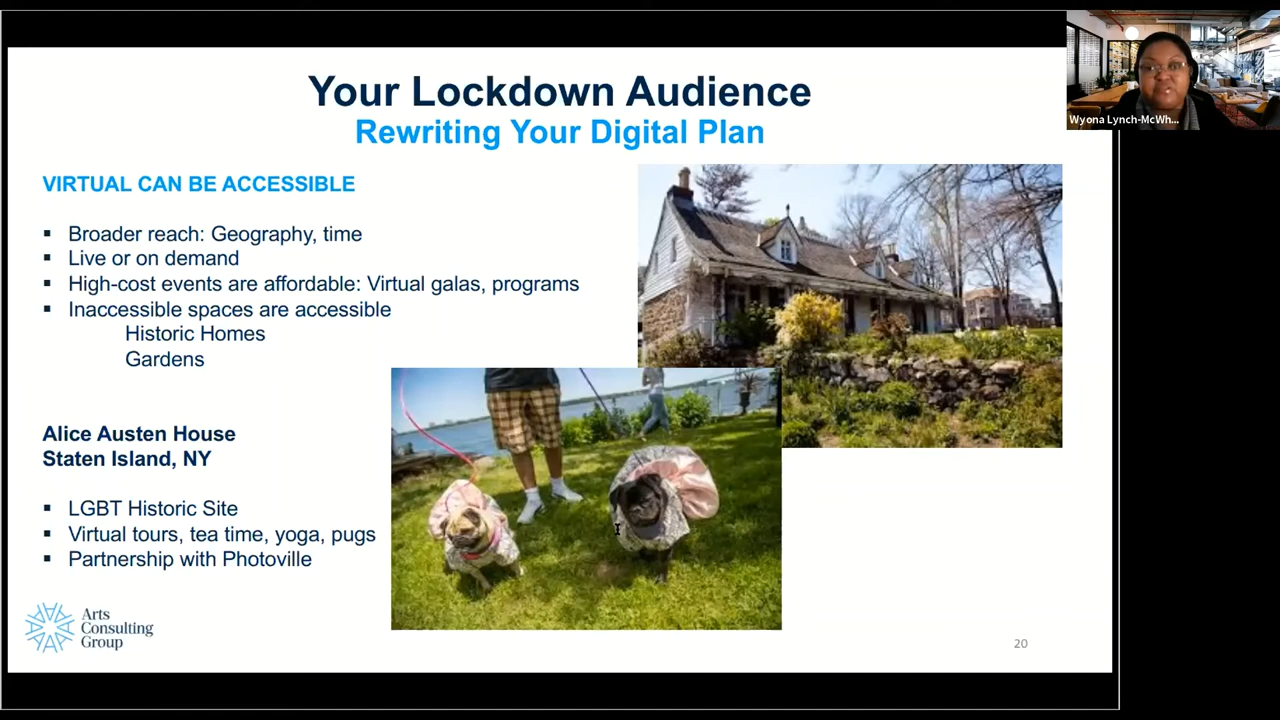 Your Lockdown Audience
Rewriting Your Digital Plan
VIRTUAL CAN BE ACCESSIBLE
▪ Broader reach: Geography, time
▪ Live or on demand
▪ High-cost events are affordable: Virtual galas, programs
▪ Inaccessible spaces are accessible
Historic Homes
Gardens
Alice Austen House
Staten Island, NY
▪ LGBT Historic Site
▪ Virtual tours, tea time, yoga, pugs
▪ Partnership with Photoville
Arts
Consulting
Group
20
Wyona Lynch-McWh...